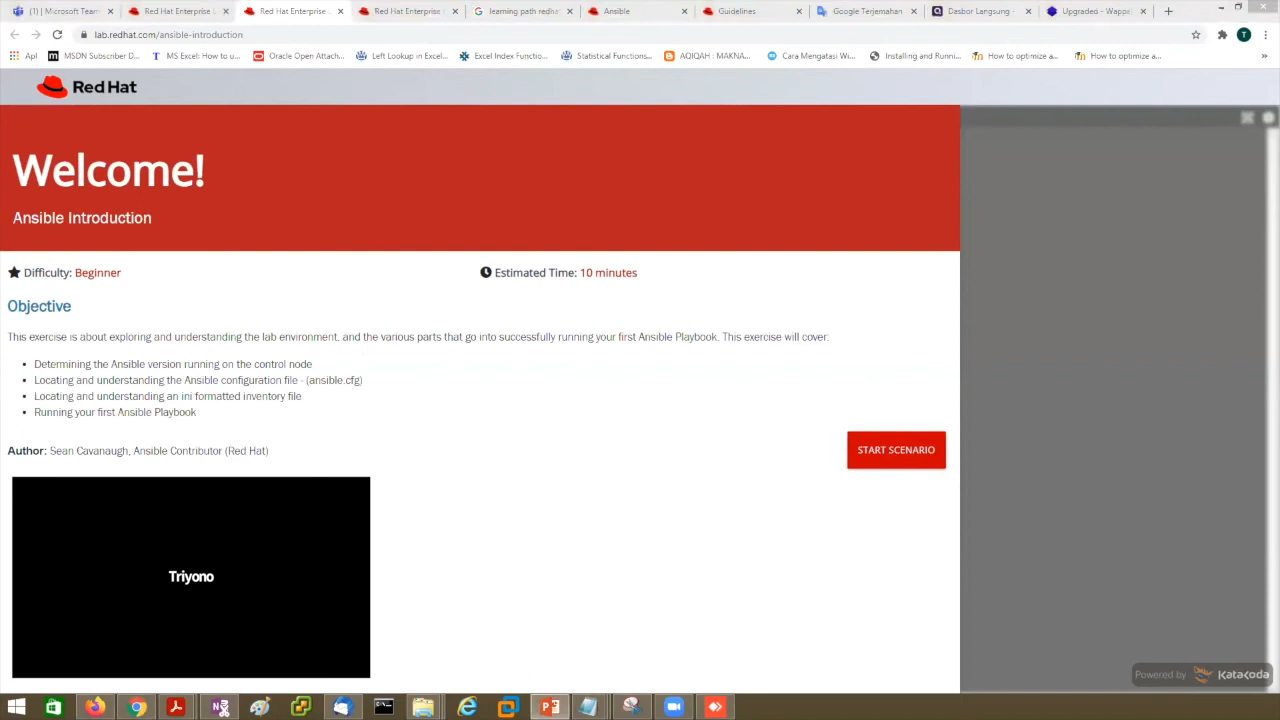 (1) | Microsoft Team
Red Hat Enterprise L
Red Hat Enterprise
Red Hat Enterprise
learning path redhat
Ansible
Guidelines
Google Terjemahan
Dasbor Langsung -
Upgraded - Wappe
lab.redhat.com/ansible-introduction
T
Apl
MSDN Subscriber D...
MS Excel: How to u...
Oracle Open Attach...
Left Lookup in Excel...
Excel Index Functio...
Statistical Functions...
AQIQAH : MAKNA...
Cara Mengatasi Wi...
Installing and Runni...
How to optimize a...
How to optimize a...
Red Hat
Welcome!
Ansible Introduction
Difficulty: Beginner
Estimated Time: 10 minutes
Objective
This exercise is about exploring and understanding the lab environment, and the various parts that go into successfully running your first Ansible Playbook. This exercise will cover:
• Determining the Ansible version running on the control node
• Locating and understanding the Ansible configuration file - (ansible.cfg)
• Locating and understanding an ini formatted inventory file
• Running your first Ansible Playbook
Author: Sean Cavanaugh, Ansible Contributor (Red Hat)
START SCENARIO
Triyono
Powered by Katacoda